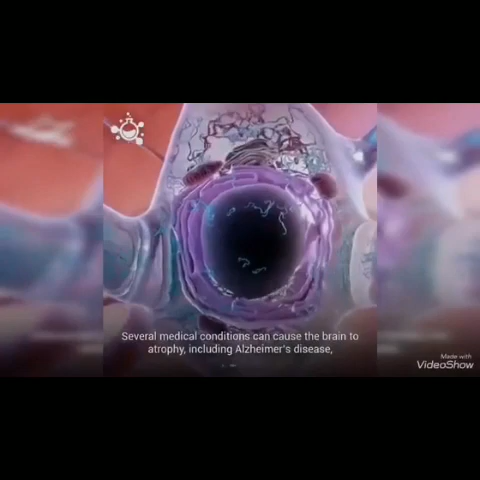 Several medical conditions can cause the brain to
atrophy, including Alzheimer's disease,
Made with
VideoShow